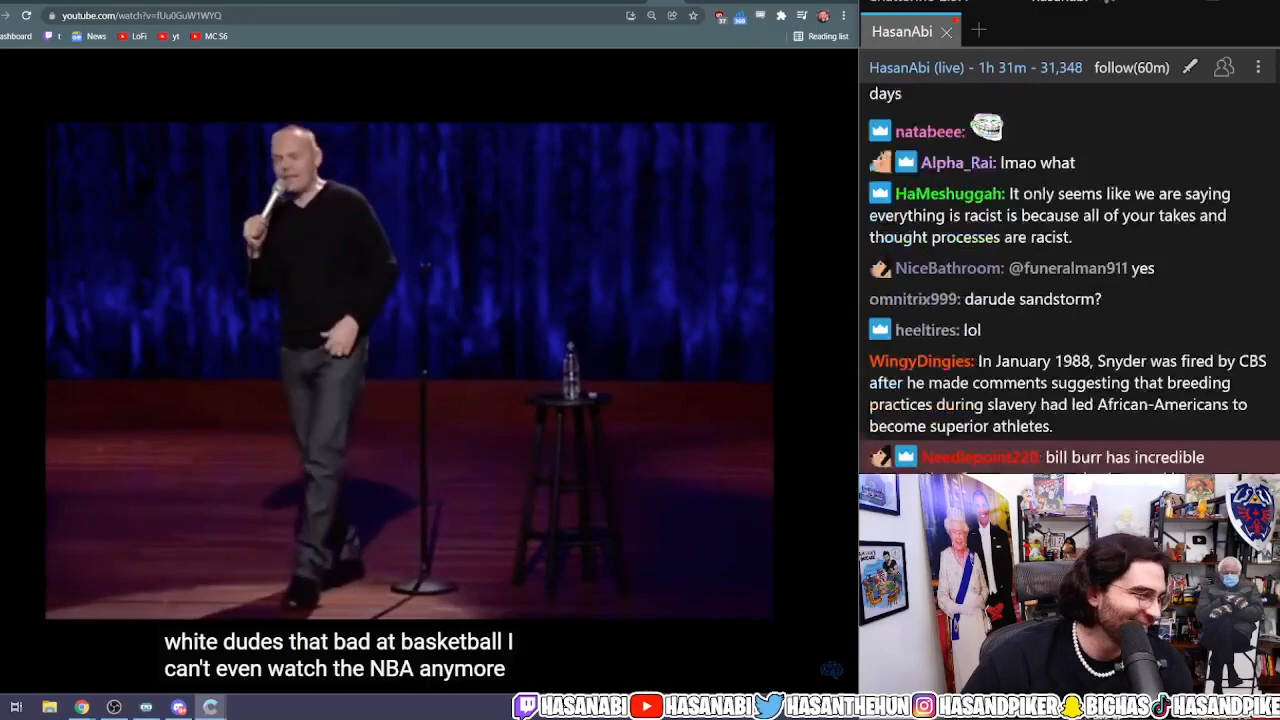 youtube.com/watch?v=fUu0GuW1WYQ
37
ashboard
t
News
LoFi
yt
MC S6
Reading list
white dudes that bad at basketball I
can't even watch the NBA anymore
HasanAbi
HasanAbi (live) - 1h 31m - 31,348
follow(60m)
days
natabeee:
Alpha_Rai: lmao what
HaMeshuggah: It only seems like we are saying
everything is racist is because all of your takes and
thought processes are racist.
NiceBathroom: @funeralman911 yes
omnitrix999: darude sandstorm?
heeltires: lol
WingyDingies: In January 1988, Snyder was fired by CBS
after he made comments suggesting that breeding
practices during slavery had led African-Americans to
become superior athletes.
Needlepoint220: bill burr has incredible
HASANABI HASANABI HASANTHEHUN HASANDPIKER BIGHAS HASANDPIKE